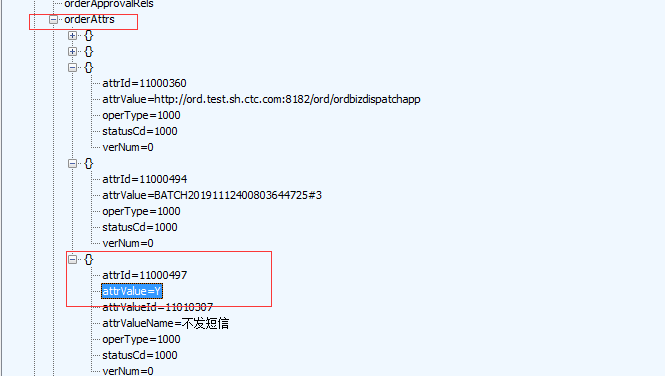 orderApprovalRels
orderAttrs
{}
{}
{}
attrId=11000360
attrValue=http://ord.test.sh.ctc.com:8182/ord/ordbizdispatchapp
operType=1000
statusCd=1000
verNum=0
{}
attrId=11000494
attrValue=BATCH20191112400803644725#3
operType=1000
statusCd=1000
verNum=0
{}
attrId=11000497
attrValue=Y
attrValueId=11010307
attrValueName=不发短信
operType=1000
statusCd=1000
verNum=0